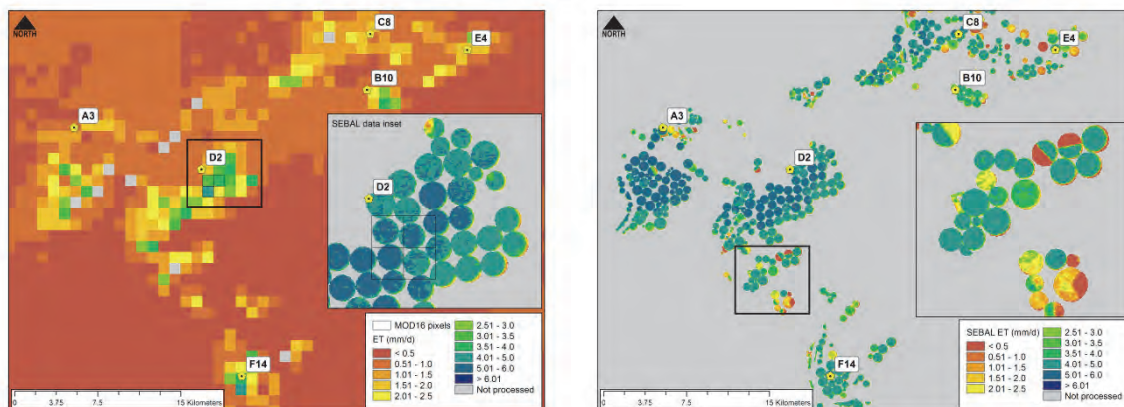 NORTH
C8
E4
B10
A3
D2
SEBAL data inset
D2
F14
MOD16 pixels
ET (mm/d)
< 0.5
0.51 - 1.0
1.01 - 1.5
1.51 - 2.0
2.01 - 2.5
2.51 - 3.0
3.01 - 3.5
3.51 - 4.0
4.01 - 5.0
5.01 - 6.0
> 6.01
Not processed
0 3.75 7.5 15 Kilometers
NORTH
C8
E4
B10
A3
D2
F14
SEBAL ET (mm/d)
< 0.5
0.51 - 1.0
1.01 - 1.5
1.51 - 2.0
2.01 - 2.5
2.51 - 3.0
3.01 - 3.5
3.51 - 4.0
4.01 - 5.0
5.01 - 6.0
> 6.01
Not processed
0 3.75 7.5 15 Kilometers